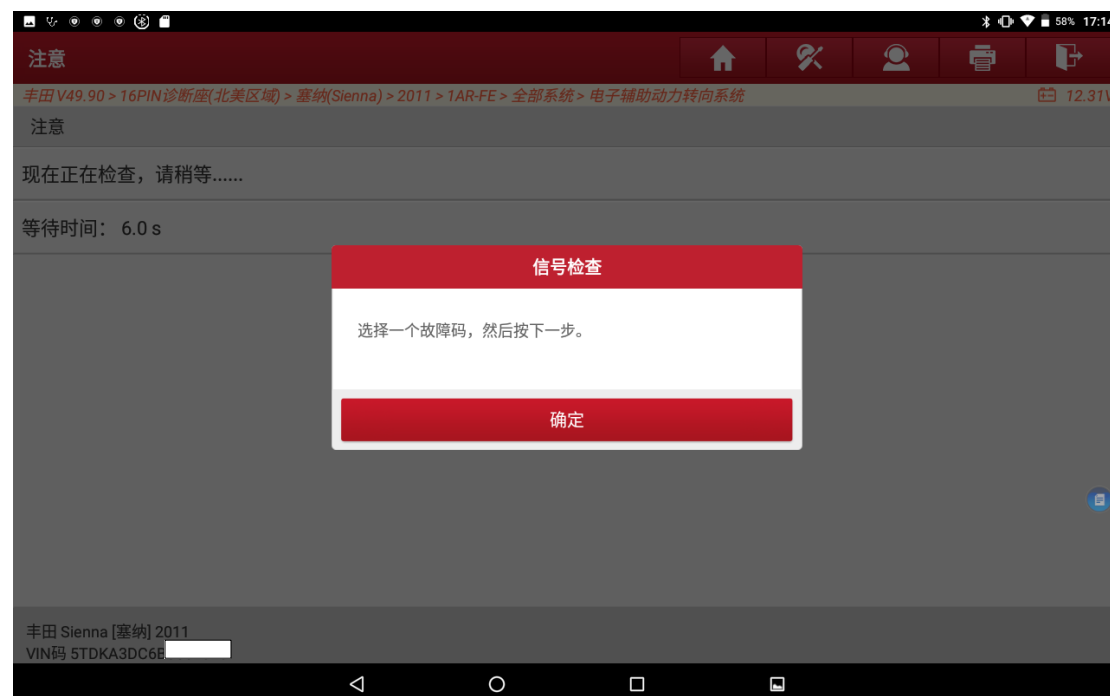 58% 17:14
注意
丰田 V49.90 > 16PIN诊断座(北美区域) > 塞纳(Sienna) > 2011 > 1AR-FE > 全部系统 > 电子辅助动力转向系统
12.31V
注意
现在正在检查，请稍等......
等待时间： 6.0 s
信号检查
选择一个故障码，然后按下一步。
确定
丰田 Sienna [塞纳] 2011
VIN码 5TDKA3DC6B